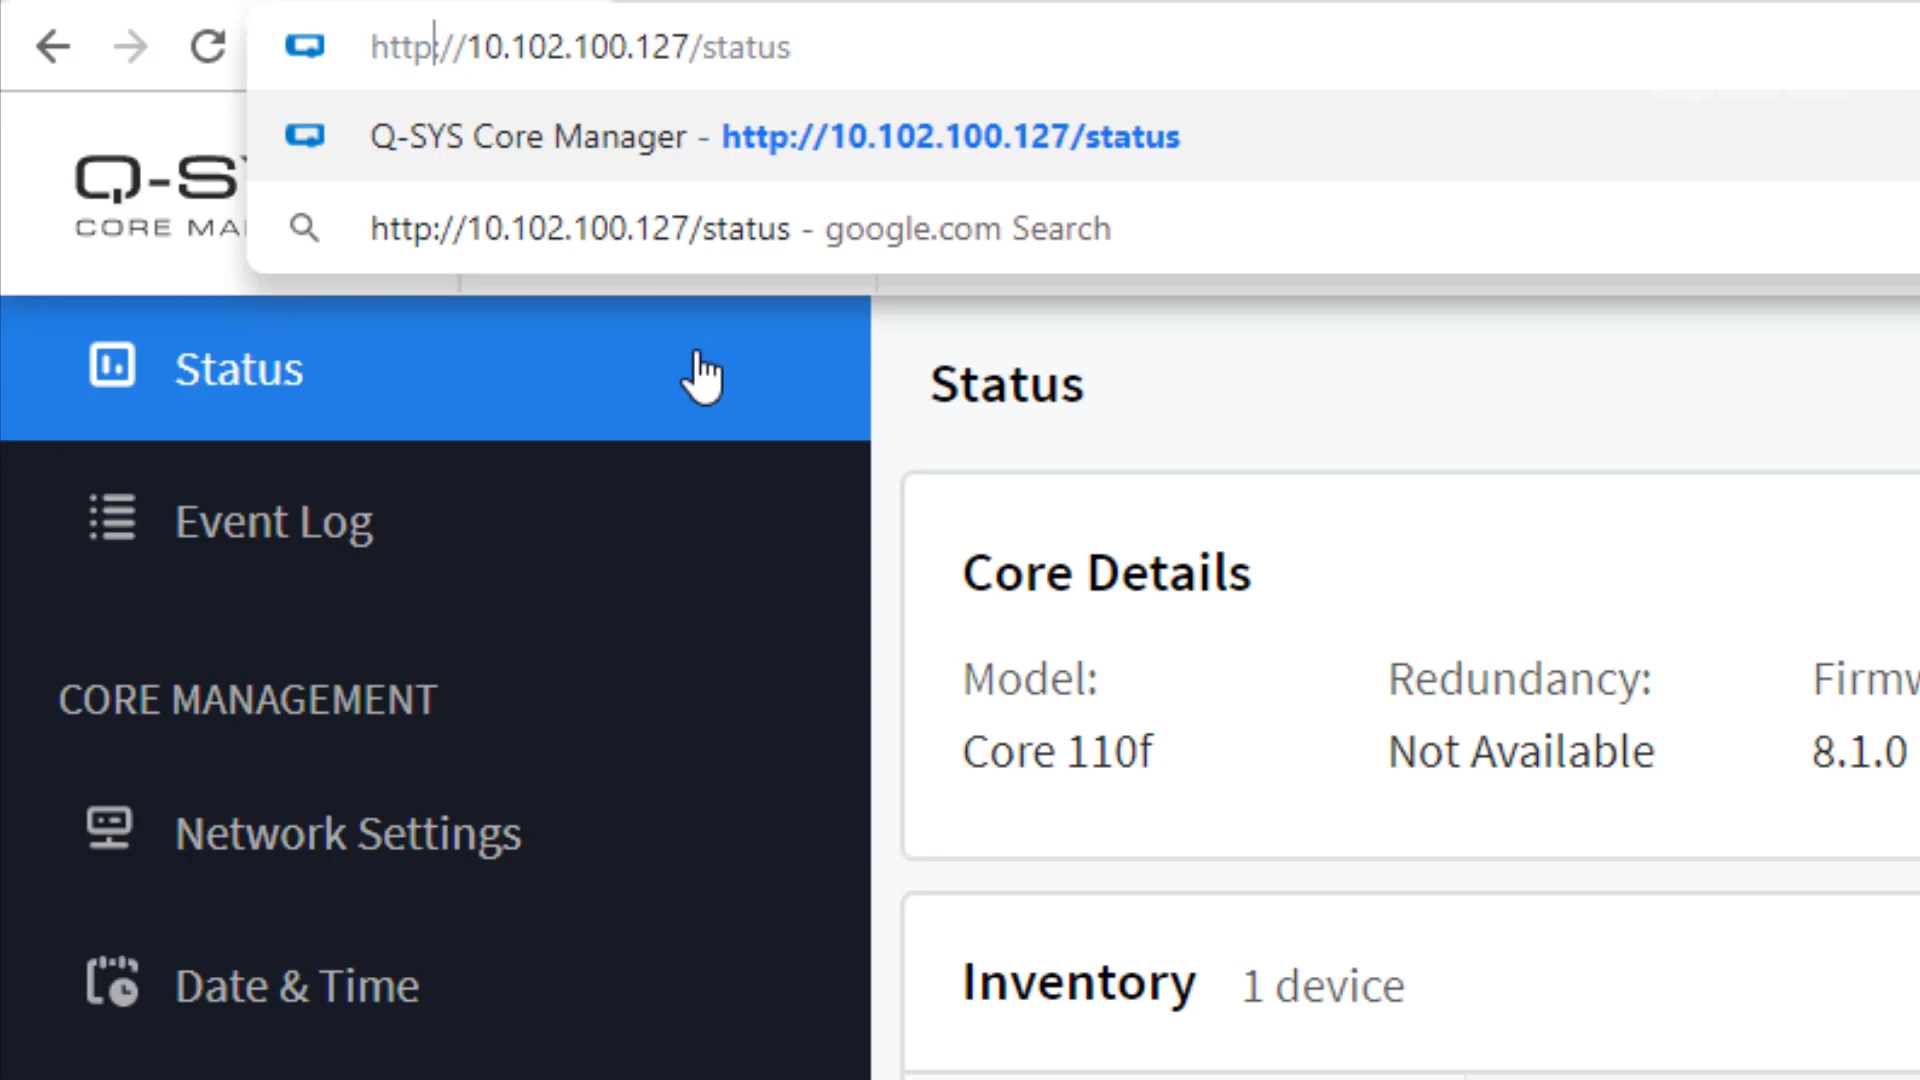 http://10.102.100.127/status
Q-SYS Core Manager - http://10.102.100.127/status
http://10.102.100.127/status - google.com Search
Q-S
CORE MA
Status
Event Log
CORE MANAGEMENT
Network Settings
Date & Time
Status
Core Details
Model: Redundancy:
Core 110f Not Available 8.1.0
Inventory 1 device